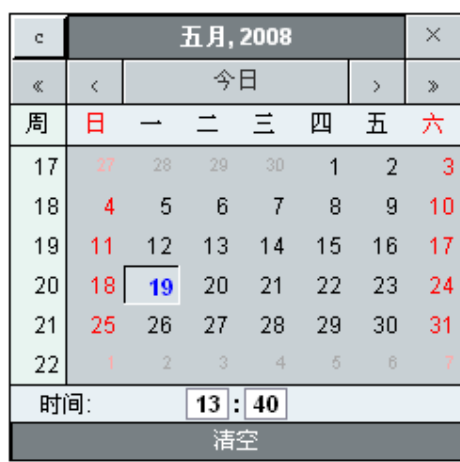 c 五月, 2008 ×
« ‹ 今日 › »
周 日 一 二 三 四 五 六
17 27 28 29 30 1 2 3
18 4 5 6 7 8 9 10
19 11 12 13 14 15 16 17
20 18 19 20 21 22 23 24
21 25 26 27 28 29 30 31
22 1 2 3 4 5 6 7
时间: 13 : 40
清空